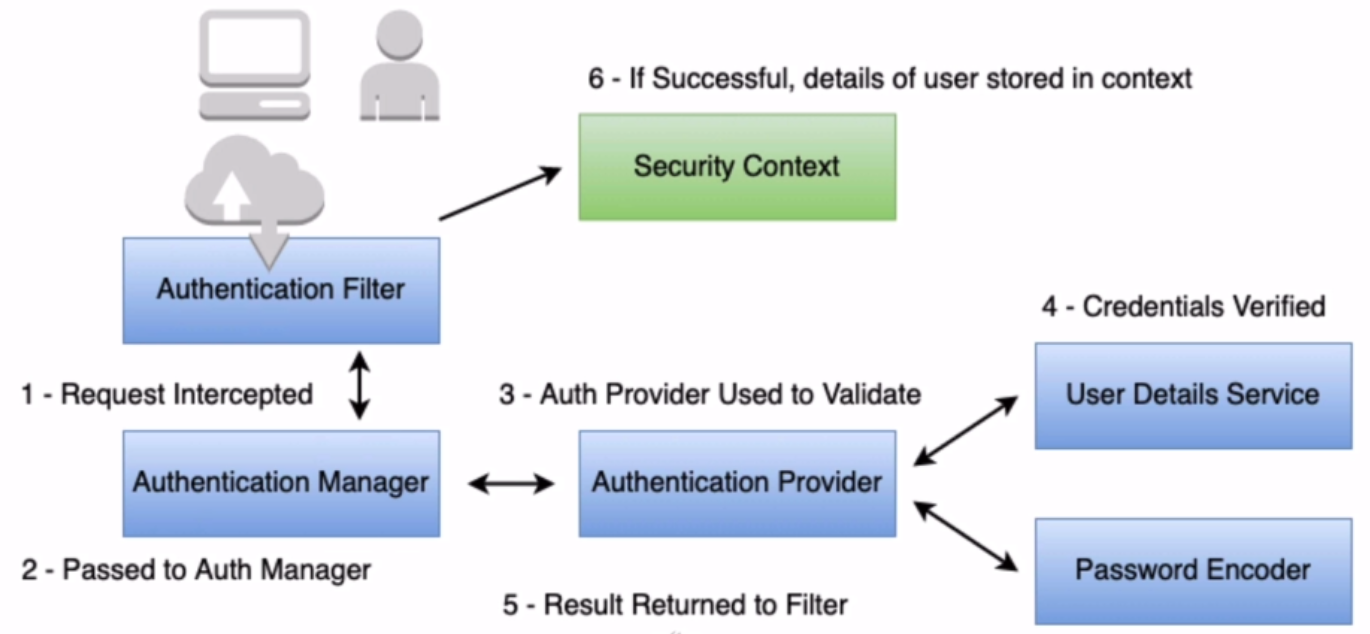 6 - If Successful, details of user stored in context
Security Context
Authentication Filter
1 - Request Intercepted
Authentication Manager
2 - Passed to Auth Manager
3 - Auth Provider Used to Validate
Authentication Provider
4 - Credentials Verified
User Details Service
Password Encoder
5 - Result Returned to Filter